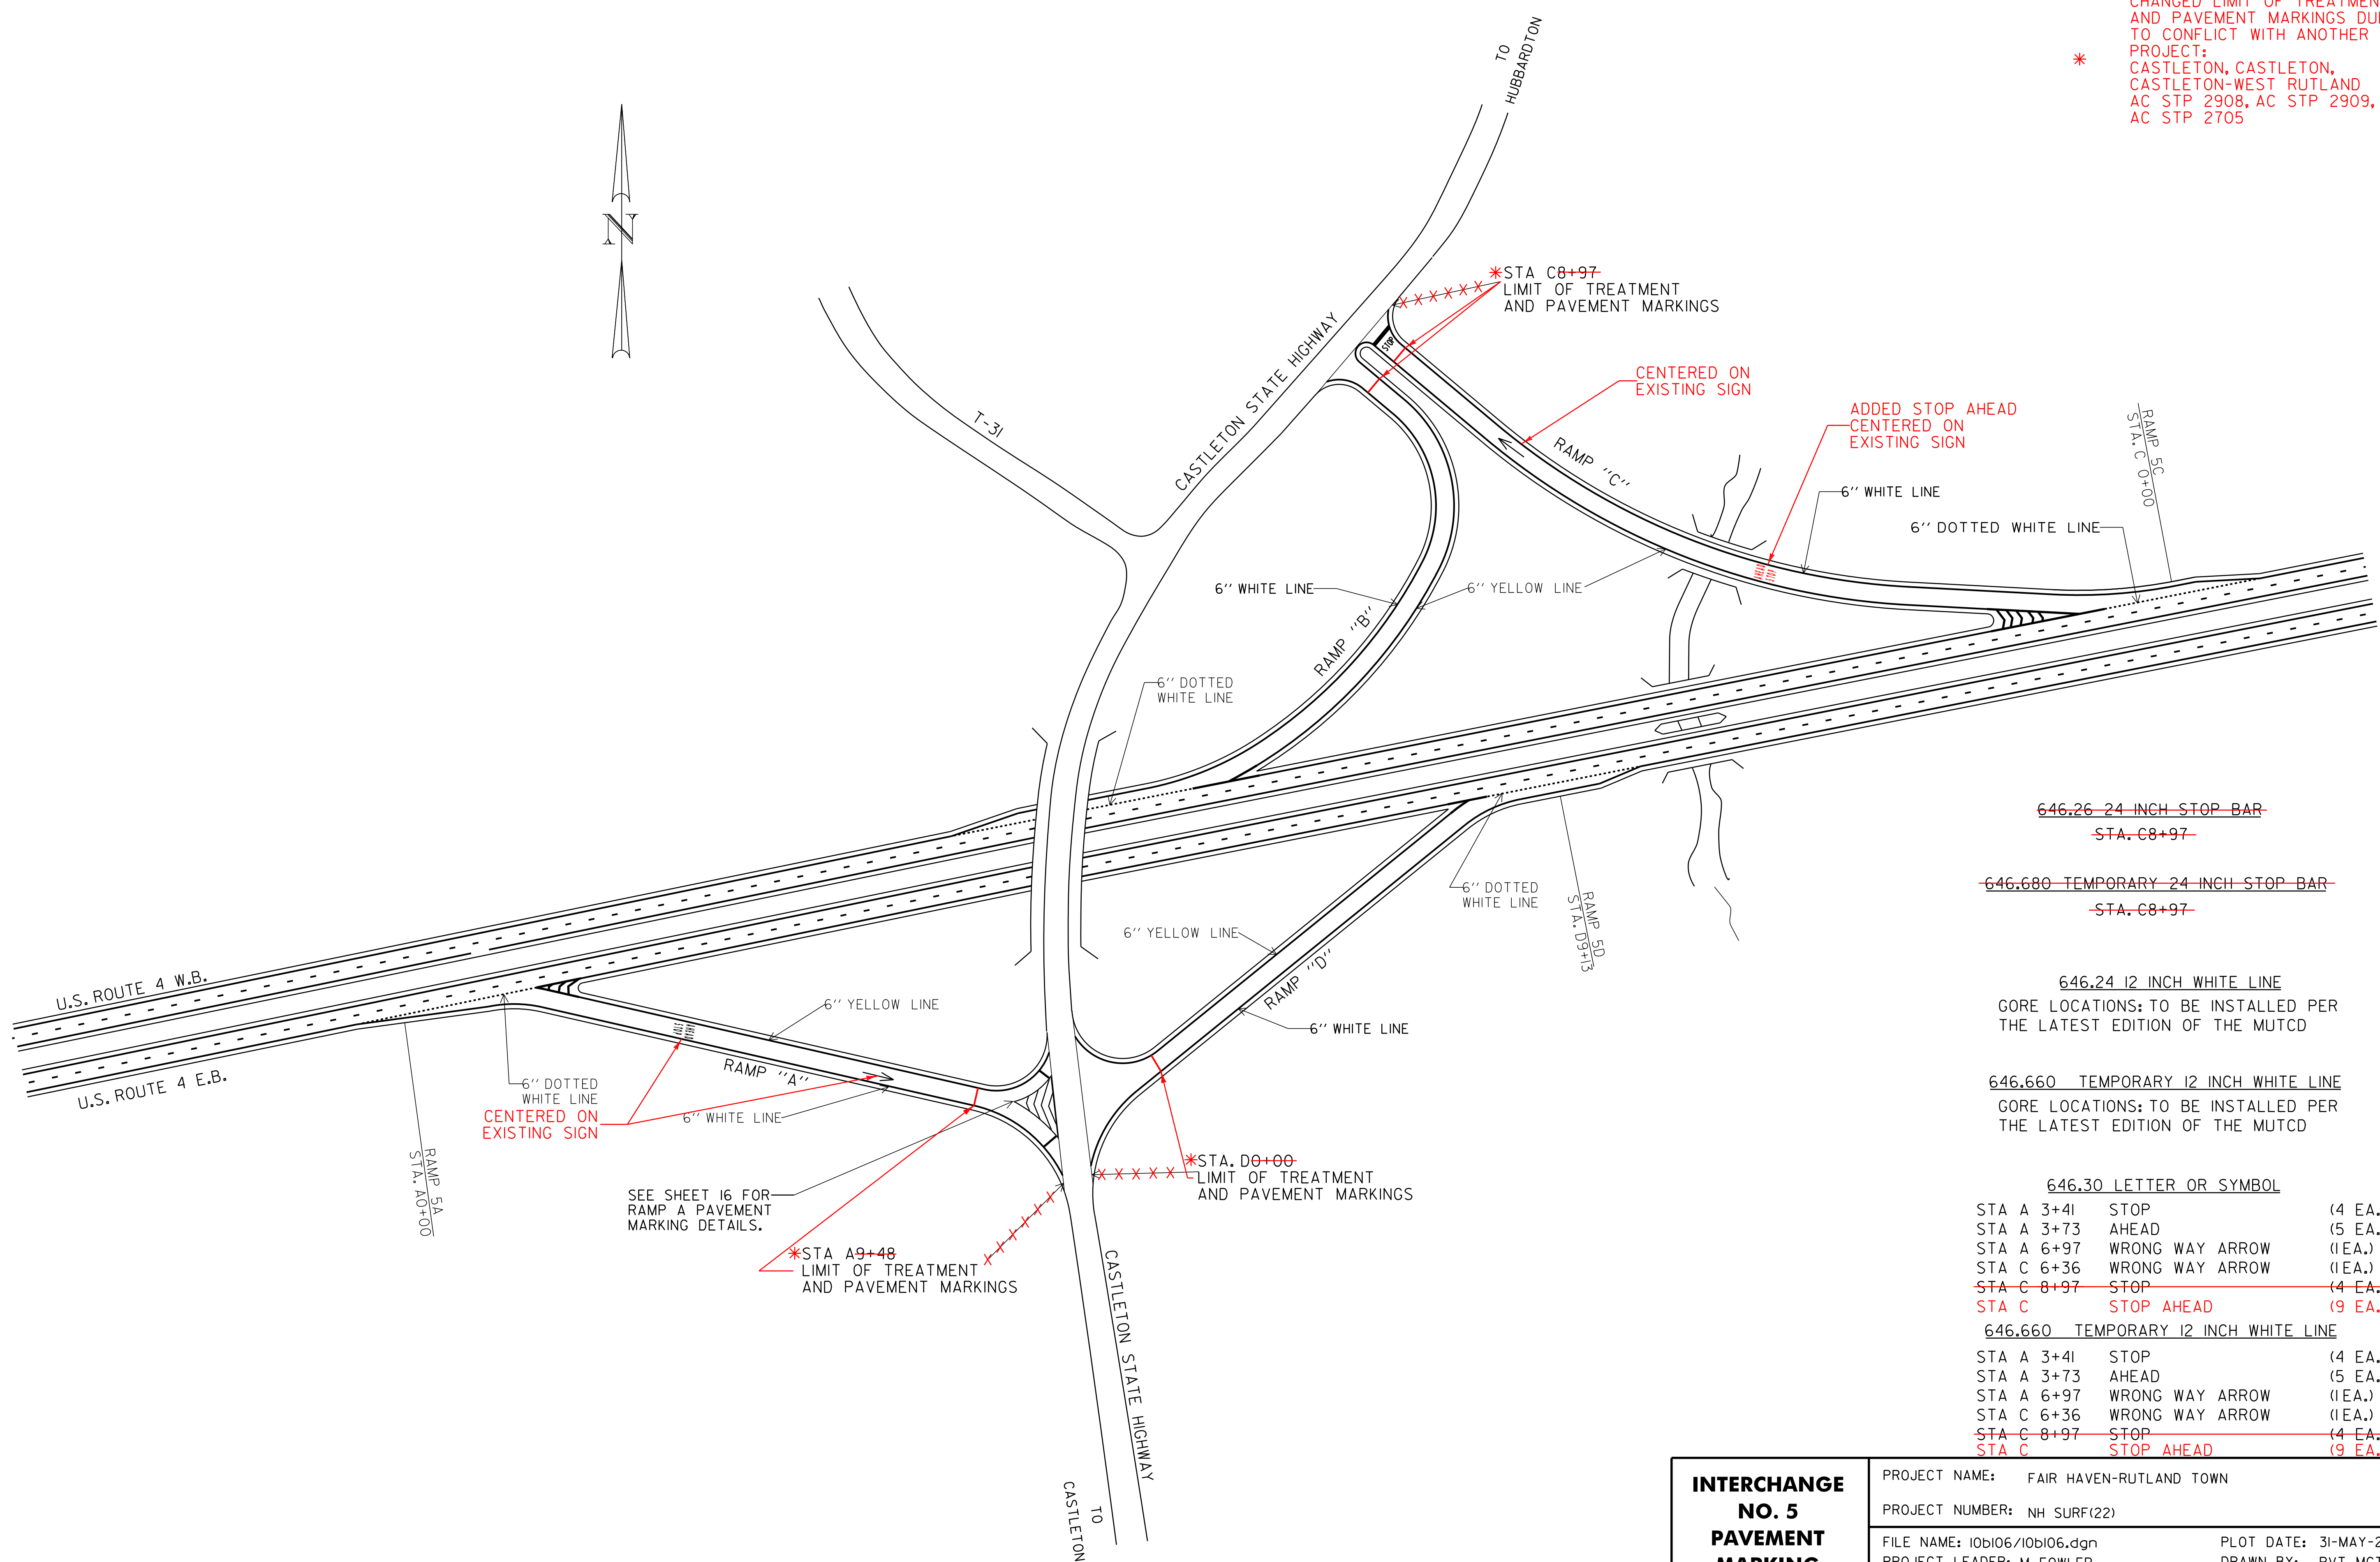 CHANGED LIMIT OF TREATMEN
AND PAVEMENT MARKINGS DU
TO CONFLICT WITH ANOTHER
PROJECT:
*
CASTLETON, CASTLETON,
CASTLETON-WEST RUTLAND
AC STP 2908, AC STP 2909,
AC STP 2705
TO
HUBBARDTON
N
*STA C8+97
LIMIT OF TREATMENT
AND PAVEMENT MARKINGS
STOP
CASTLETON STATE HIGHWAY
T-31
CENTERED ON
EXISTING SIGN
ADDED STOP AHEAD
CENTERED ON
EXISTING SIGN
RAMP "C"
RAMP 5C
STA. C 0+00
6" WHITE LINE
6" DOTTED WHITE LINE
6" WHITE LINE
6" YELLOW LINE
RAMP "B"
6" DOTTED
WHITE LINE
646.26 24 INCH STOP BAR
STA. C8+97
646.680 TEMPORARY 24 INCH STOP BAR
STA. C8+97
6" DOTTED
WHITE LINE
RAMP 5D
STA. D9+13
6" YELLOW LINE
RAMP "D"
6" WHITE LINE
U.S. ROUTE 4 W.B.
U.S. ROUTE 4 E.B.
6" YELLOW LINE
RAMP "A"
6" DOTTED
WHITE LINE
CENTERED ON
EXISTING SIGN
6" WHITE LINE
RAMP 5A
STA. A0+00
SEE SHEET 16 FOR
RAMP A PAVEMENT
MARKING DETAILS.
*STA. D0+00
LIMIT OF TREATMENT
AND PAVEMENT MARKINGS
*STA A9+48
LIMIT OF TREATMENT
AND PAVEMENT MARKINGS
CASTLETON STATE HIGHWAY
TO
CASTLETON
646.24 12 INCH WHITE LINE
GORE LOCATIONS: TO BE INSTALLED PER
THE LATEST EDITION OF THE MUTCD
646.660 TEMPORARY 12 INCH WHITE LINE
GORE LOCATIONS: TO BE INSTALLED PER
THE LATEST EDITION OF THE MUTCD
646.30 LETTER OR SYMBOL
STA A 3+41 STOP (4 EA.
STA A 3+73 AHEAD (5 EA.
STA A 6+97 WRONG WAY ARROW (1 EA.)
STA C 6+36 WRONG WAY ARROW (1 EA.)
STA C 8+97 STOP (4 EA.
STA C STOP AHEAD (9 EA.
646.660 TEMPORARY 12 INCH WHITE LINE
STA A 3+41 STOP (4 EA.
STA A 3+73 AHEAD (5 EA.
STA A 6+97 WRONG WAY ARROW (1 EA.)
STA C 6+36 WRONG WAY ARROW (1 EA.)
STA C 8+97 STOP (4 EA.
STA C STOP AHEAD (9 EA.
INTERCHANGE
NO. 5
PAVEMENT
MARKING
PROJECT NAME: FAIR HAVEN-RUTLAND TOWN
PROJECT NUMBER: NH SURF(22)
FILE NAME: 10b106/10b106.dgn PLOT DATE: 31-MAY-2
PROJECT LEADER: M FOWLER DRAWN BY: